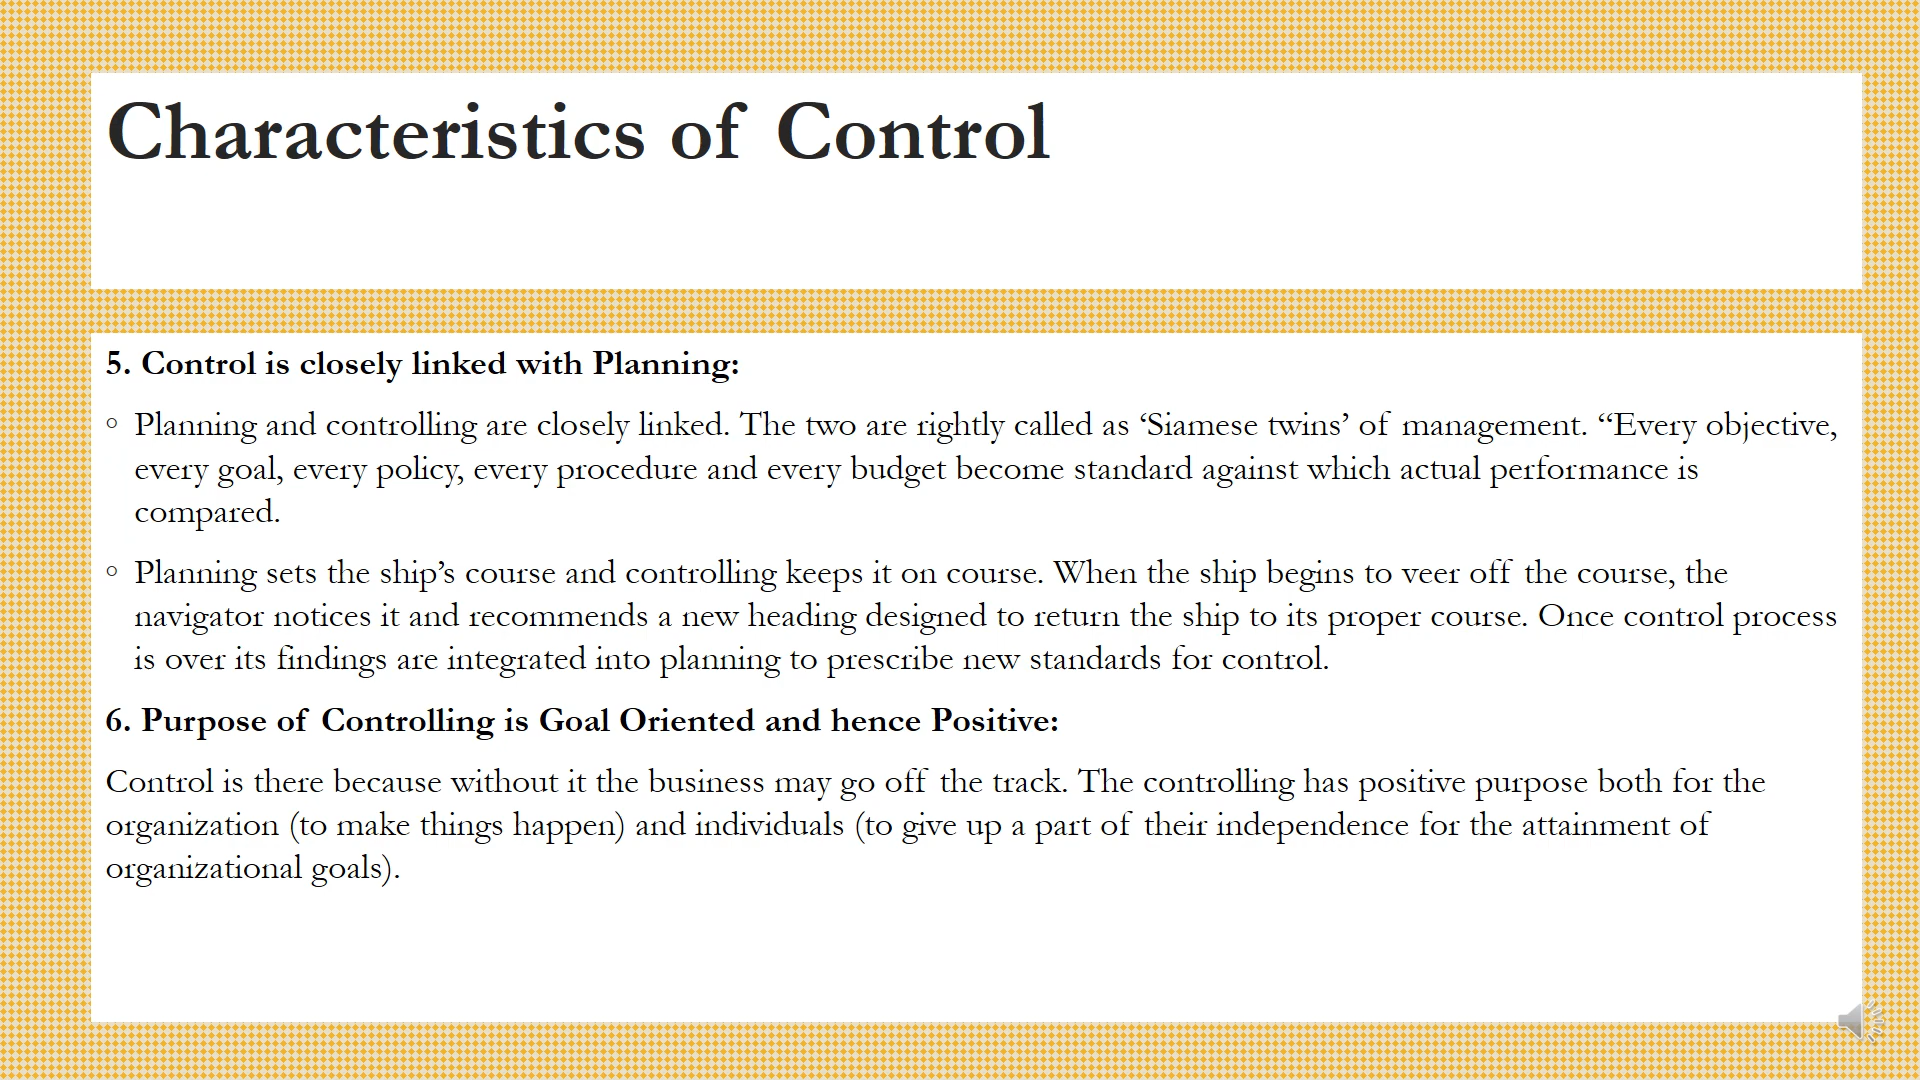 Characteristics of Control
5. Control is closely linked with Planning:
◦ Planning and controlling are closely linked. The two are rightly called as ‘Siamese twins’ of management. “Every objective,
every goal, every policy, every procedure and every budget become standard against which actual performance is
compared.
◦ Planning sets the ship’s course and controlling keeps it on course. When the ship begins to veer off the course, the
navigator notices it and recommends a new heading designed to return the ship to its proper course. Once control process
is over its findings are integrated into planning to prescribe new standards for control.
6. Purpose of Controlling is Goal Oriented and hence Positive:
Control is there because without it the business may go off the track. The controlling has positive purpose both for the
organization (to make things happen) and individuals (to give up a part of their independence for the attainment of
organizational goals).